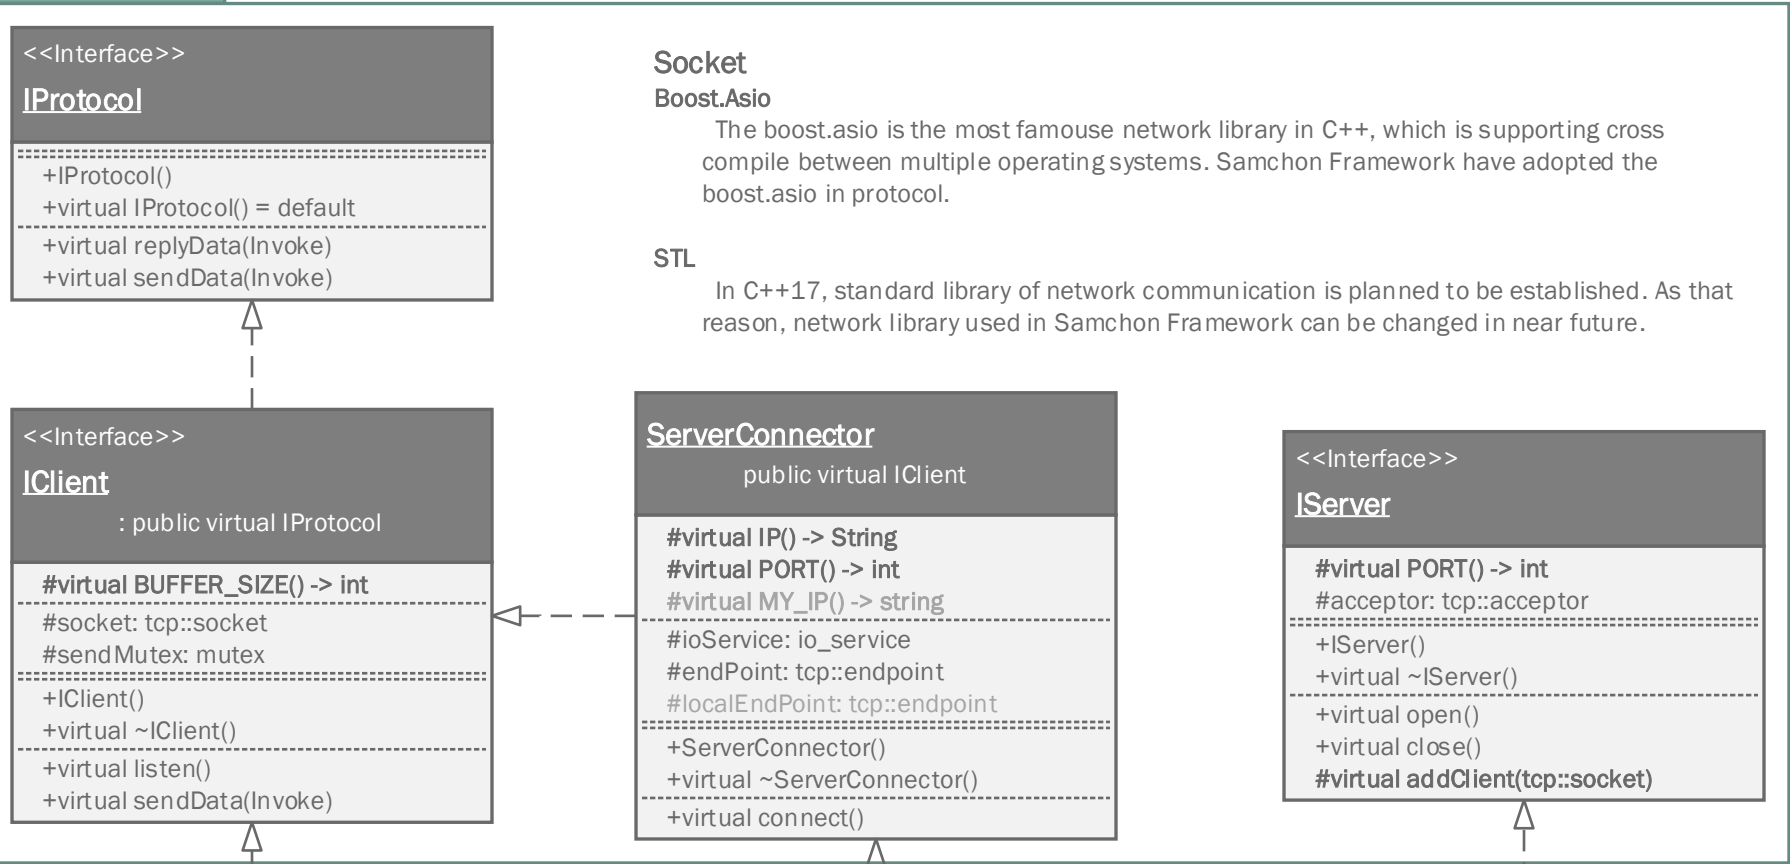 <<Interface>>
IProtocol
+IProtocol()
+virtual IProtocol() = default
+virtual replyData(Invoke)
+virtual sendData(Invoke)
Socket
Boost.Asio
The boost.asio is the most famouse network library in C++, which is supporting cross
compile between multiple operating systems. Samchon Framework have adopted the
boost.asio in protocol.
STL
In C++17, standard library of network communication is planned to be established. As that
reason, network library used in Samchon Framework can be changed in near future.
<<Interface>>
IClient
: public virtual IProtocol
#virtual BUFFER_SIZE() -> int
#socket: tcp::socket
#sendMutex: mutex
+IClient()
+virtual ~IClient()
+virtual listen()
+virtual sendData(Invoke)
ServerConnector
public virtual IClient
#virtual IP() -> String
#virtual PORT() -> int
#virtual MY_IP() -> string
#ioService: io_service
#endPoint: tcp::endpoint
#localEndPoint: tcp::endpoint
+ServerConnector()
+virtual ~ServerConnector()
+virtual connect()
<<Interface>>
IServer
#virtual PORT() -> int
#acceptor: tcp::acceptor
+IServer()
+virtual ~IServer()
+virtual open()
+virtual close()
#virtual addClient(tcp::socket)